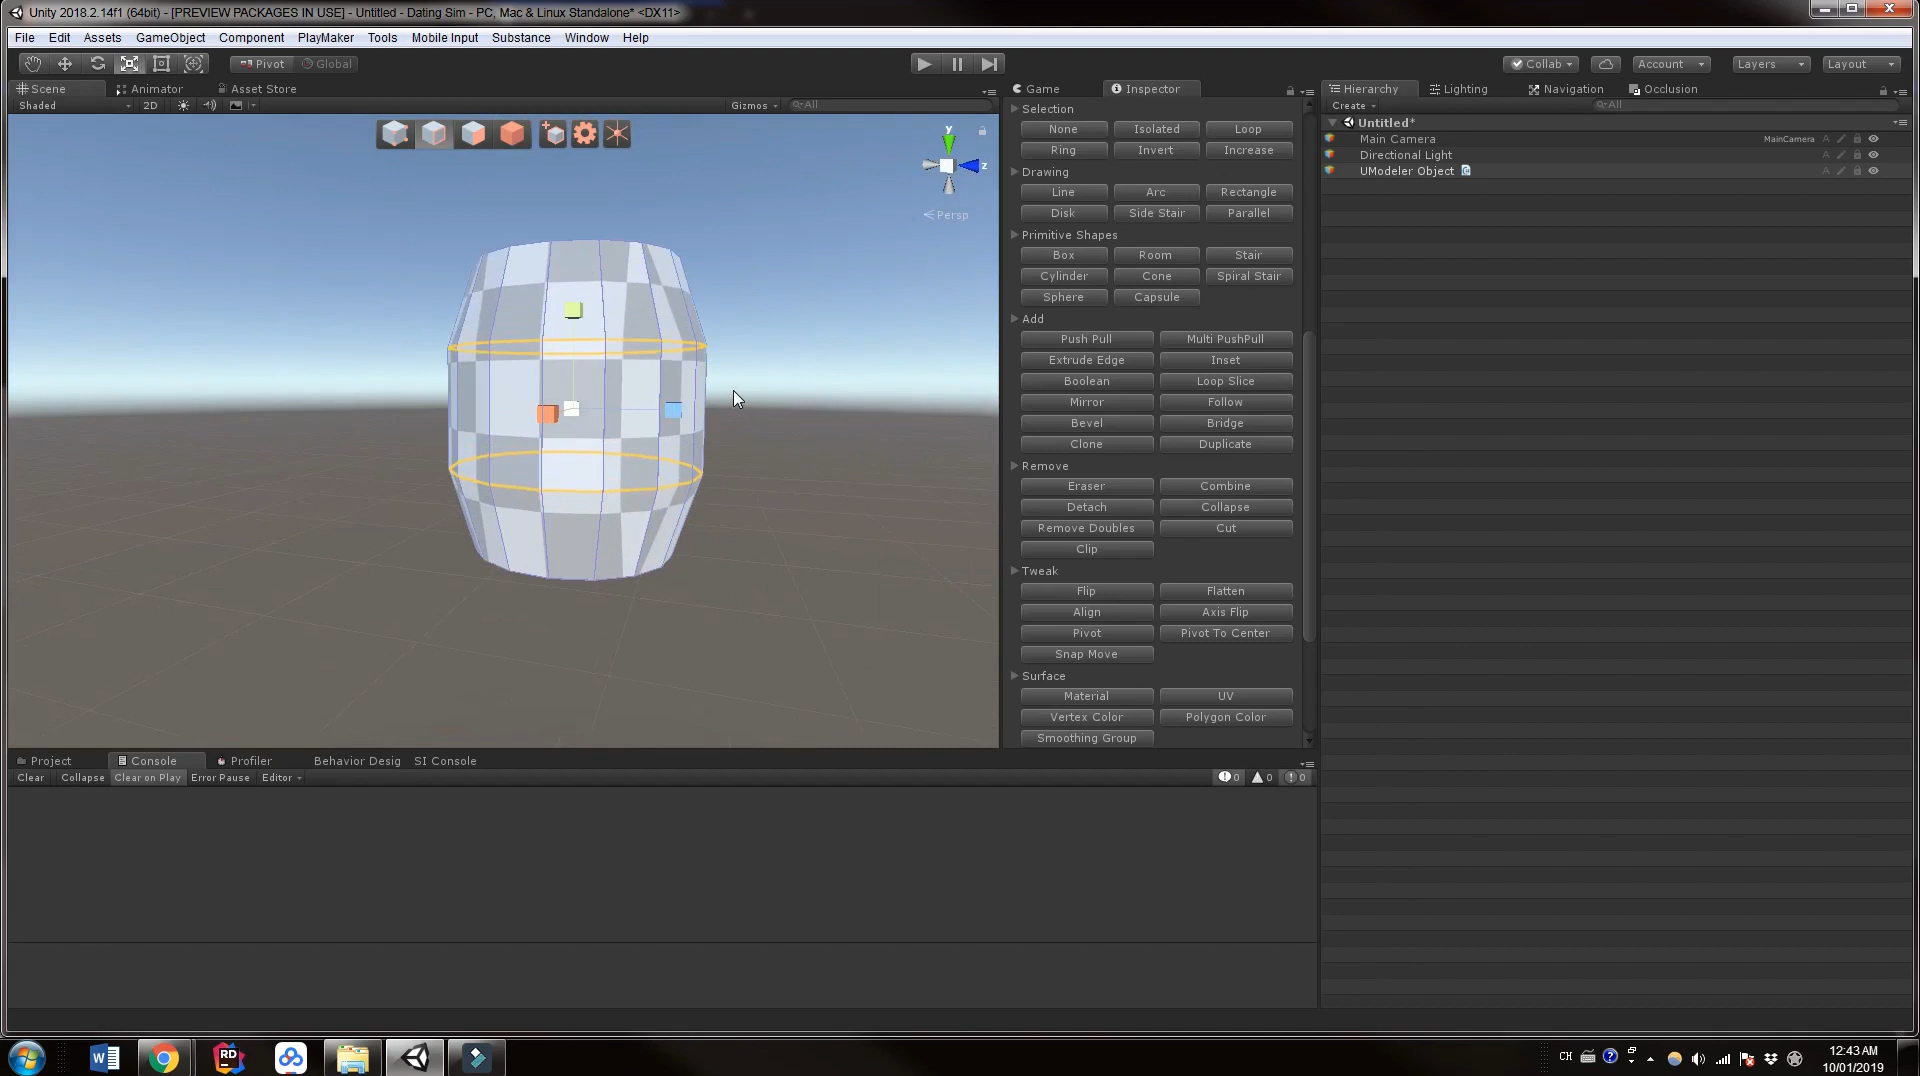 Unity 2018.2.14f1 (64bit) - [PREVIEW PACKAGES IN USE] - Untitled - Dating Sim - PC, Mac & Linux Standalone* <DX11>
File Edit Assets GameObject Component PlayMaker Tools Mobile Input Substance Window Help
Pivot Global Collab Account Layers Layout
Scene Animator Asset Store Game Inspector Hierarchy Lighting Navigation Occlusion
Shaded 2D Gizmos All Create All
Selection
None Isolated Loop
Ring Invert Increase
Drawing
Line Arc Rectangle
Disk Side Stair Parallel
Primitive Shapes
Box Room Stair
Cylinder Cone Spiral Stair
Sphere Capsule
Add
Push Pull Multi PushPull
Extrude Edge Inset
Boolean Loop Slice
Mirror Follow
Bevel Bridge
Clone Duplicate
Remove
Eraser Combine
Detach Collapse
Remove Doubles Cut
Clip
Tweak
Flip Flatten
Align Axis Flip
Pivot Pivot To Center
Snap Move
Surface
Material UV
Vertex Color Polygon Color
Smoothing Group
y
z
Persp
Untitled*
Main Camera MainCamera A
Directional Light A
UModeler Object A
Project Console Profiler Behavior Desig SI Console
Clear Collapse Clear on Play Error Pause Editor 0 0 0
W RD CH
12:43 AM
10/01/2019